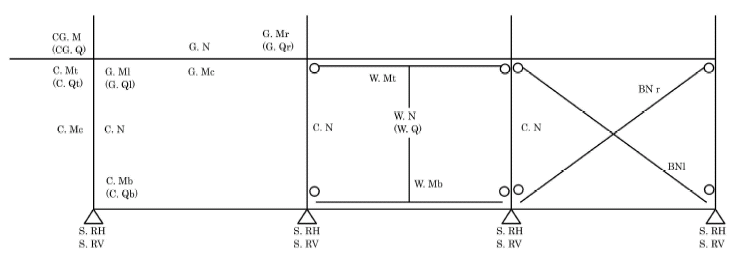 CG. M
(CG. Q)
G. N
G. Mr
(G. Qr)
C. Mt
(C. Qt)
G. Ml
(G. Ql)
G. Mc
W. Mt
BN r
C. Mc
C. N
C. N
W. N
(W. Q)
C. N
BNl
C. Mb
(C. Qb)
W. Mb
S. RH
S. RV
S. RH
S. RV
S. RH
S. RV
S. RH
S. RV